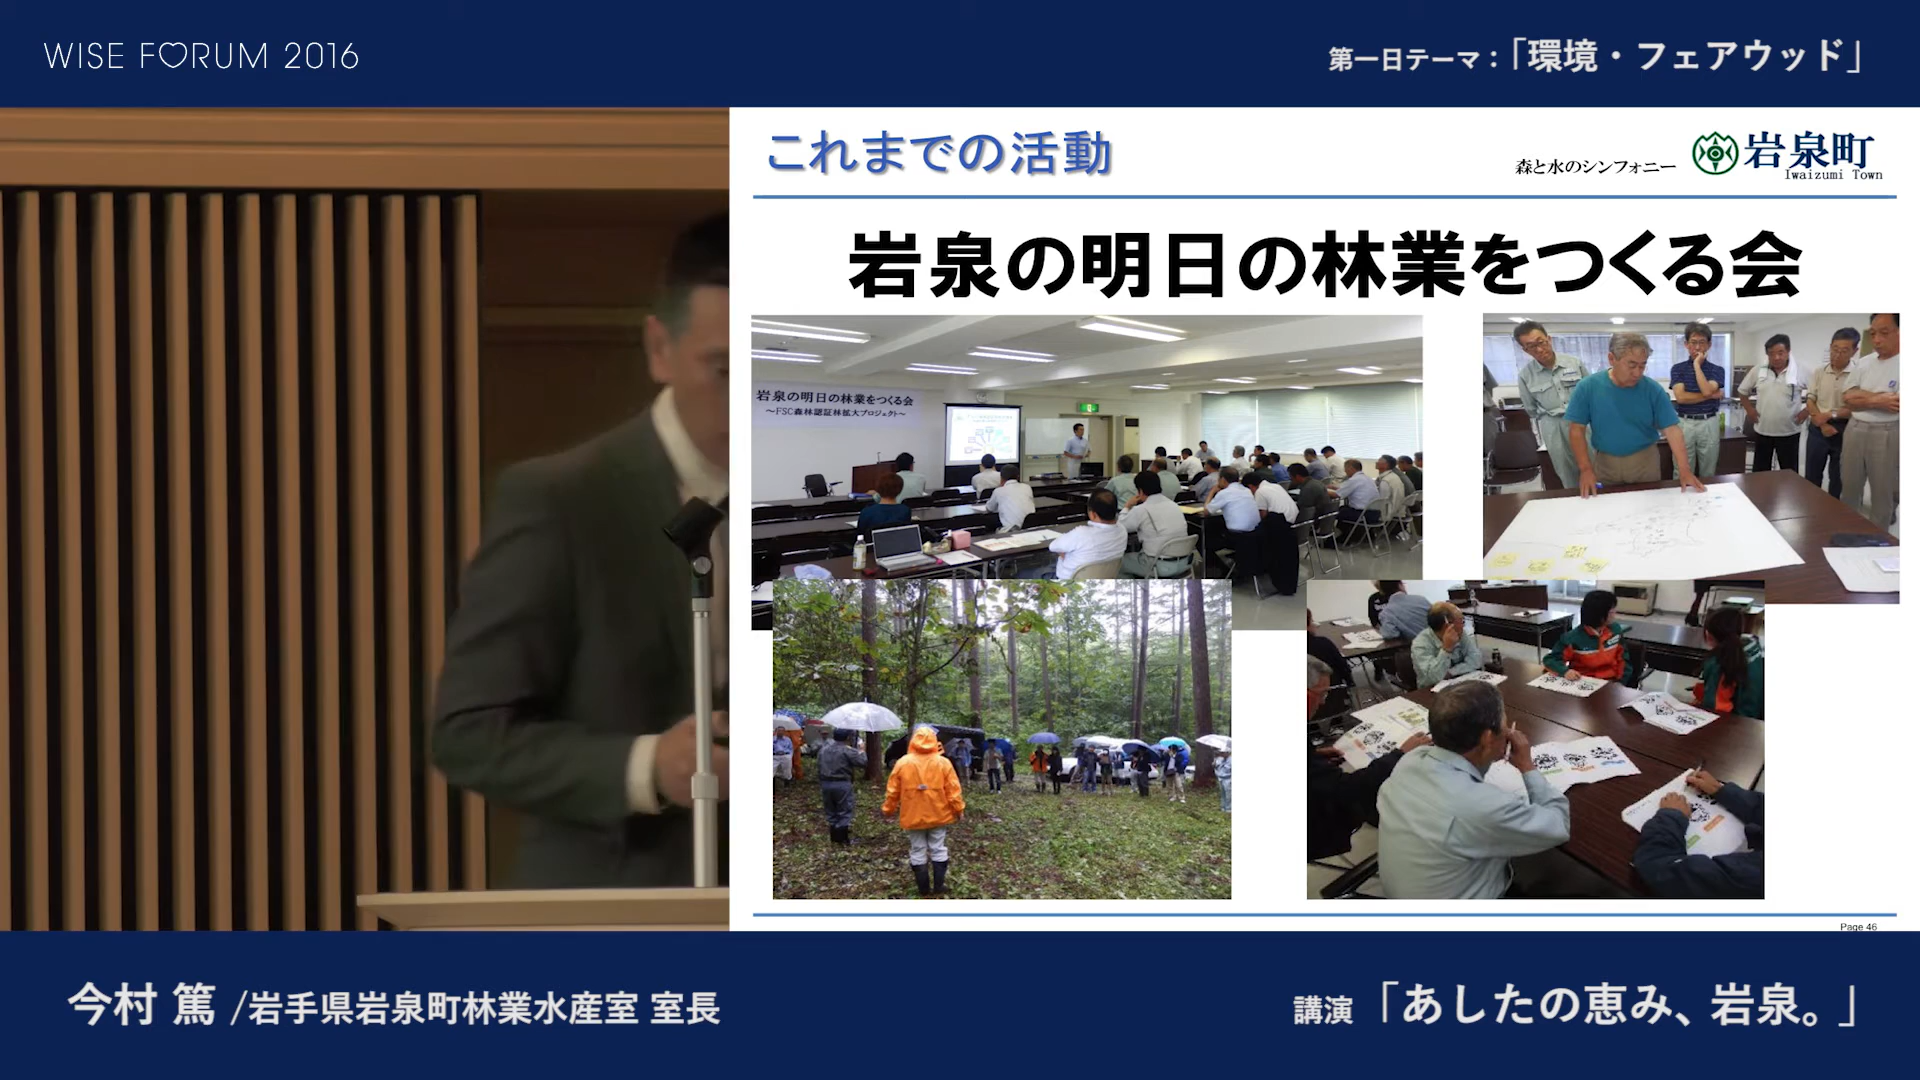 WISE FORUM 2016
第一日テーマ：「環境・フェアウッド」
これまでの活動
森と水のシンフォニー
岩泉町
Iwaizumi Town
岩泉の明日の林業をつくる会
岩泉の明日の林業をつくる会
～FSC森林認証林拡大プロジェクト～
Page 46
今村 篤 /岩手県岩泉町林業水産室 室長
講演 「あしたの恵み、岩泉。」